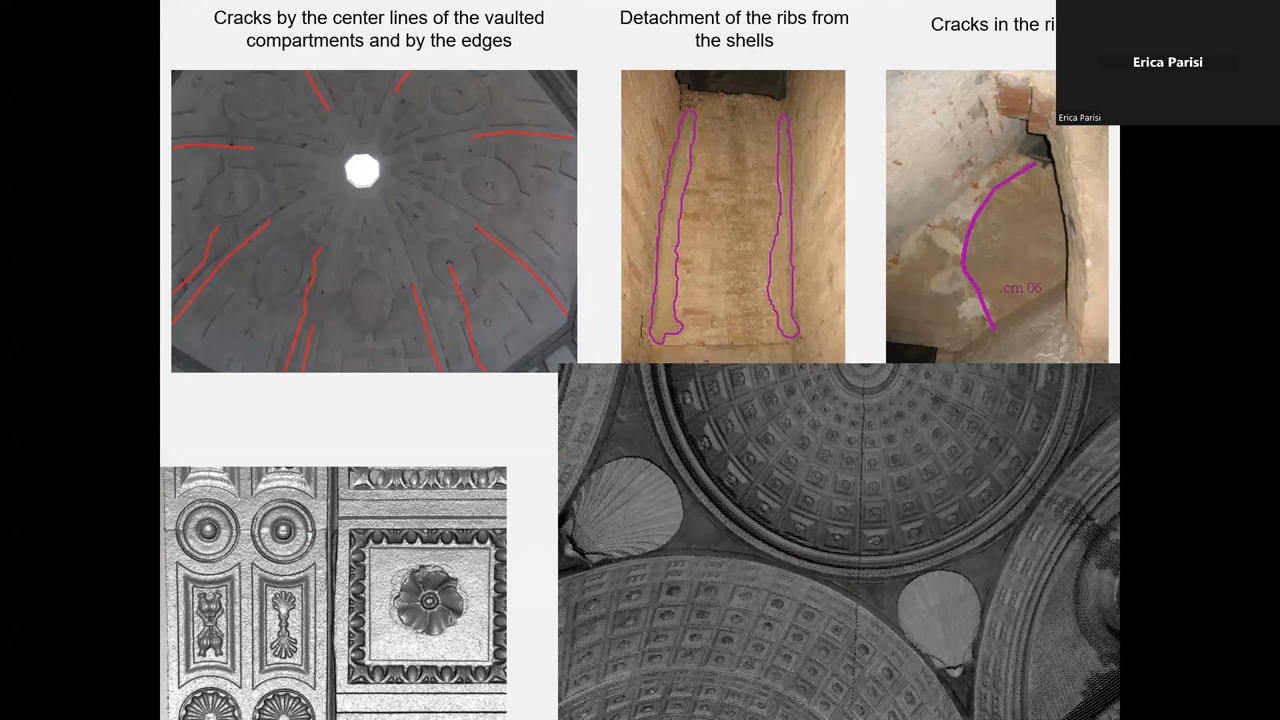 Cracks by the center lines of the vaulted
compartments and by the edges
Detachment of the ribs from
the shells
Cracks in the
Erica Parisi
Erica Parisi
cm 06